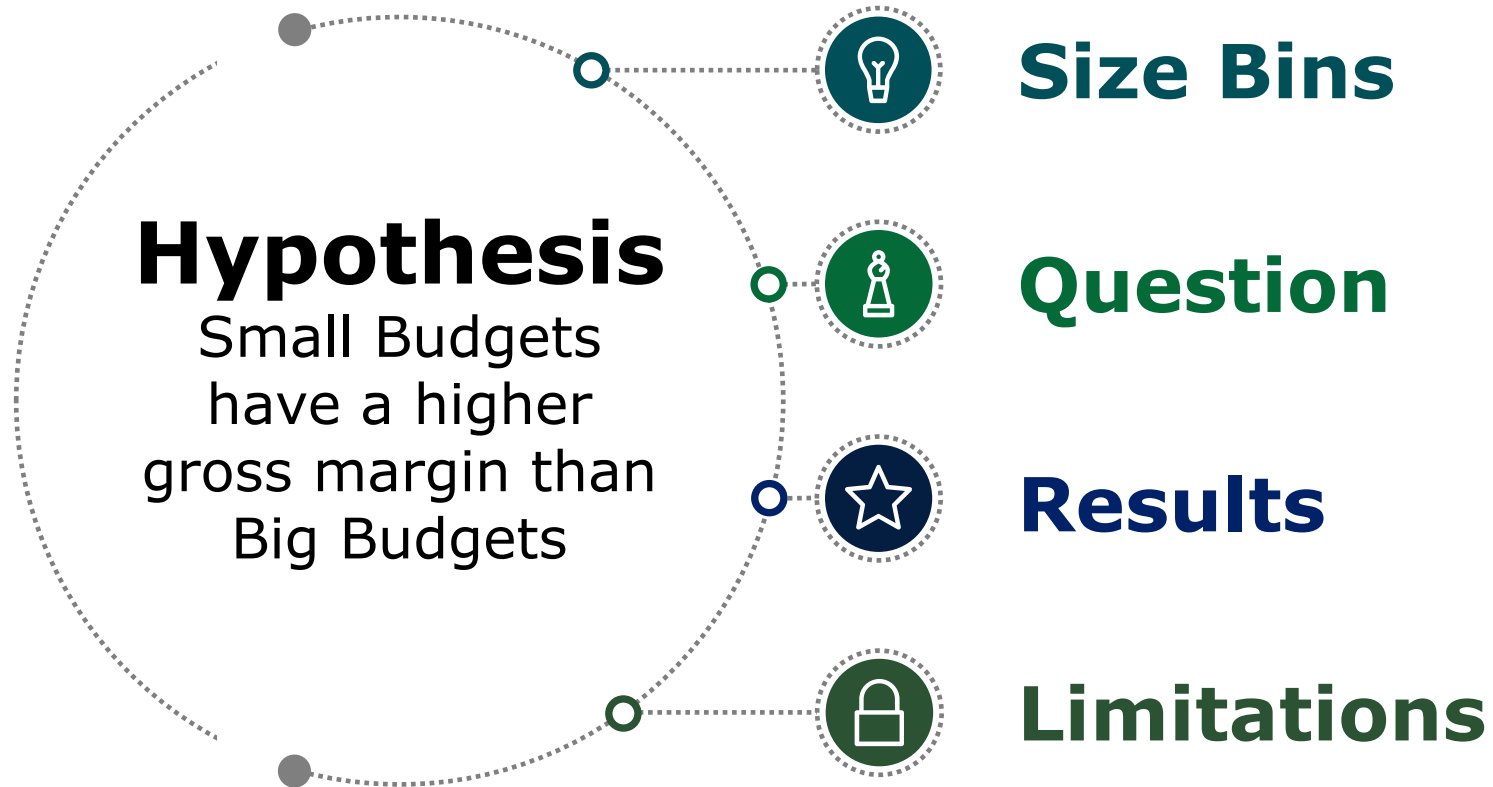 Hypothesis
Small Budgets
have a higher
gross margin than
Big Budgets
Size Bins
Question
Results
Limitations